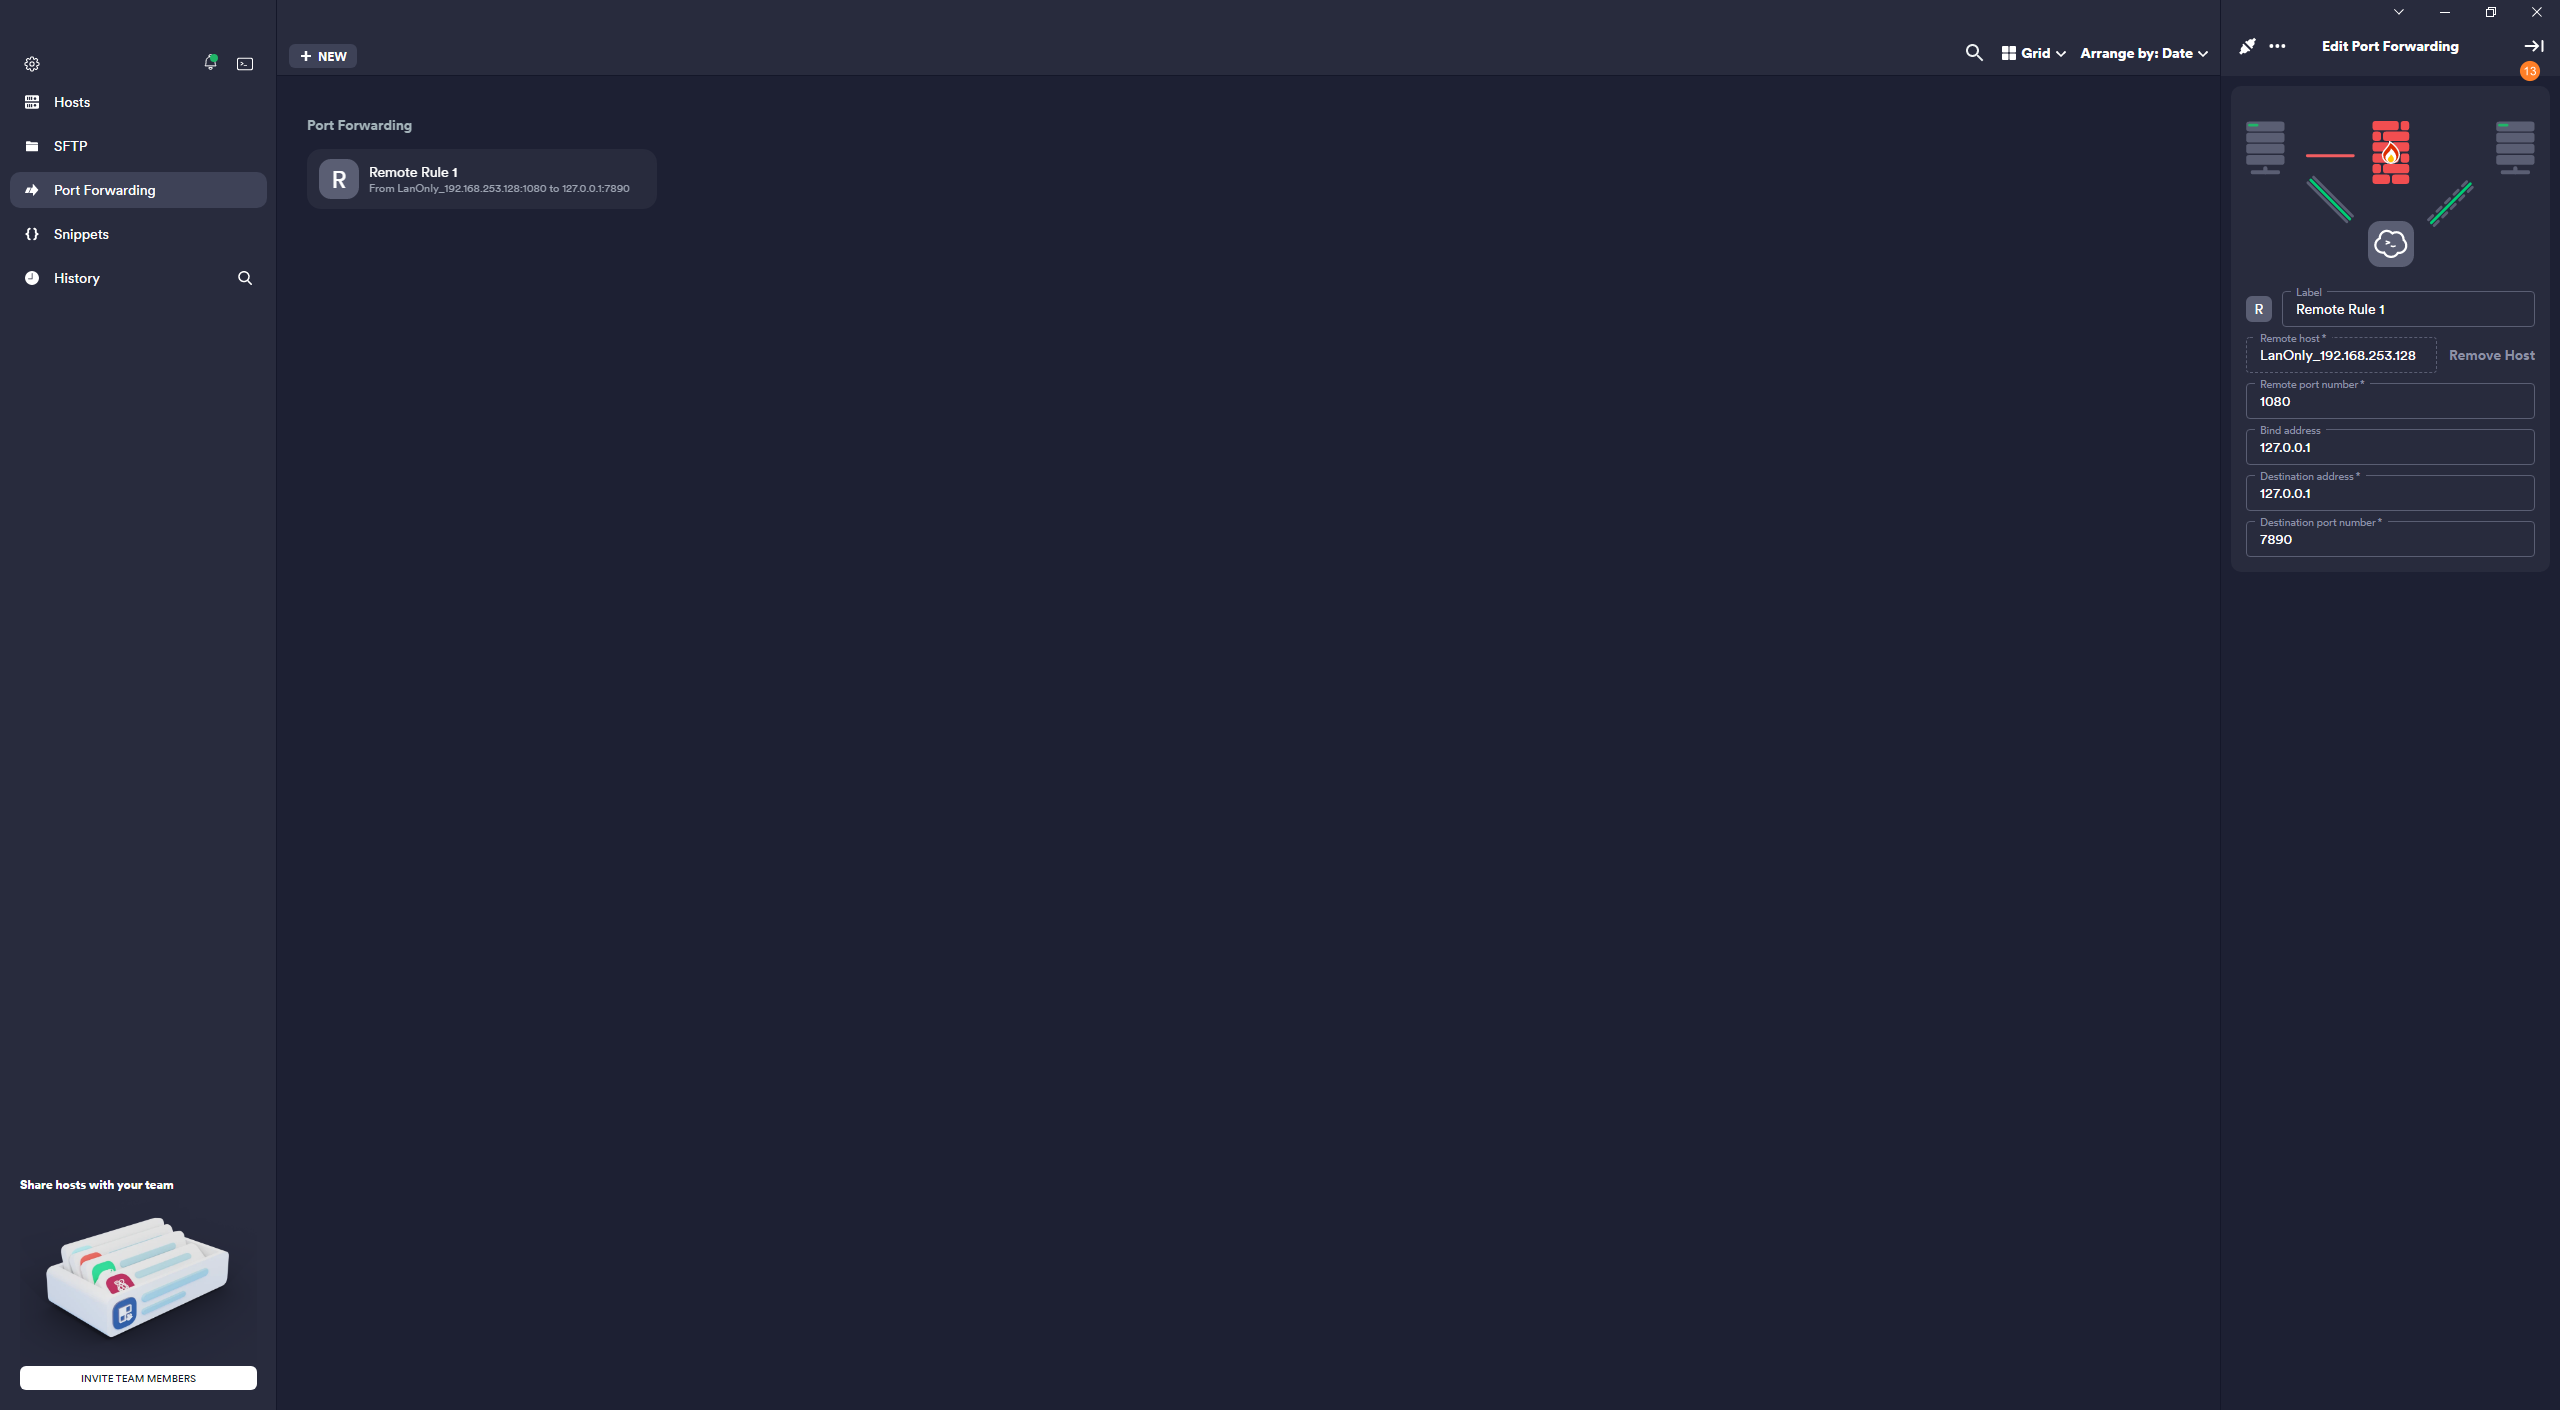 Hosts
SFTP
Port Forwarding
Snippets
History
Share hosts with your team
INVITE TEAM MEMBERS
+ NEW
Grid
Arrange by: Date
Port Forwarding
R
Remote Rule 1
From LanOnly_192.168.253.128:1080 to 127.0.0.1:7890
Edit Port Forwarding
13
R
Label
Remote Rule 1
Remote host *
LanOnly_192.168.253.128
Remove Host
Remote port number *
1080
Bind address
127.0.0.1
Destination address *
127.0.0.1
Destination port number *
7890